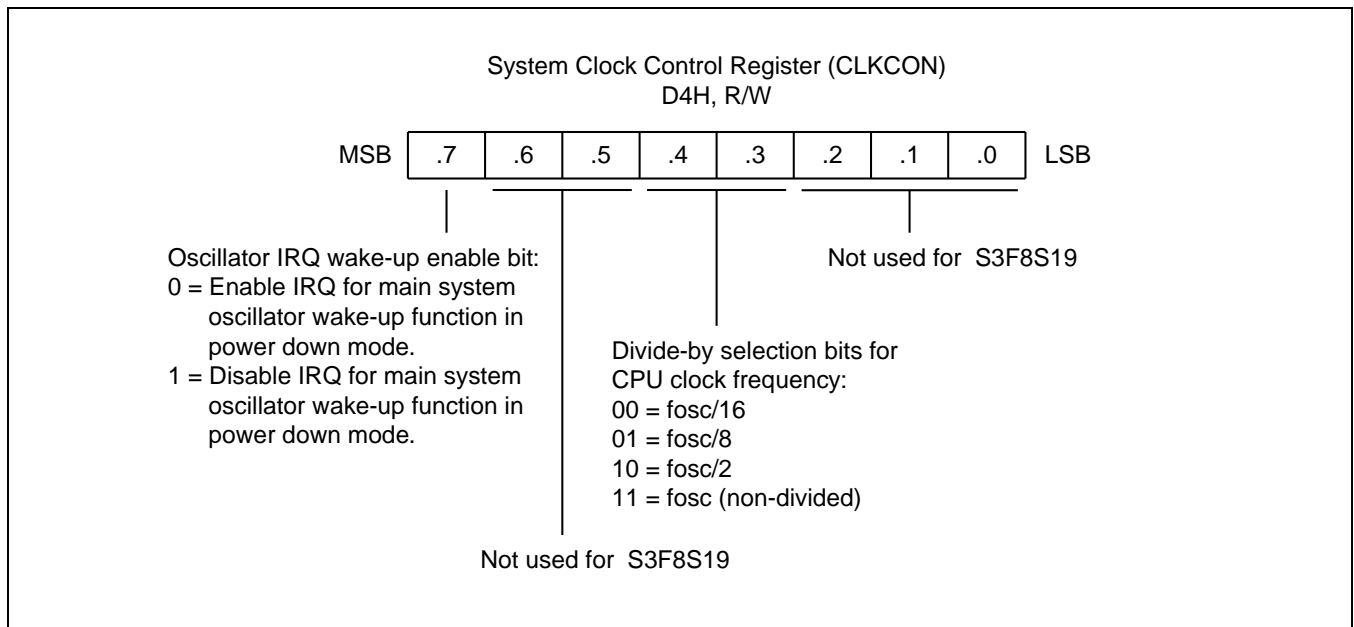 System Clock Control Register (CLKCON)
D4H, R/W
MSB .7 .6 .5 .4 .3 .2 .1 .0 LSB
Oscillator IRQ wake-up enable bit:
0 = Enable IRQ for main system
oscillator wake-up function in
power down mode.
1 = Disable IRQ for main system
oscillator wake-up function in
power down mode.
Not used for S3F8S19
Divide-by selection bits for
CPU clock frequency:
00 = fosc/16
01 = fosc/8
10 = fosc/2
11 = fosc (non-divided)
Not used for S3F8S19